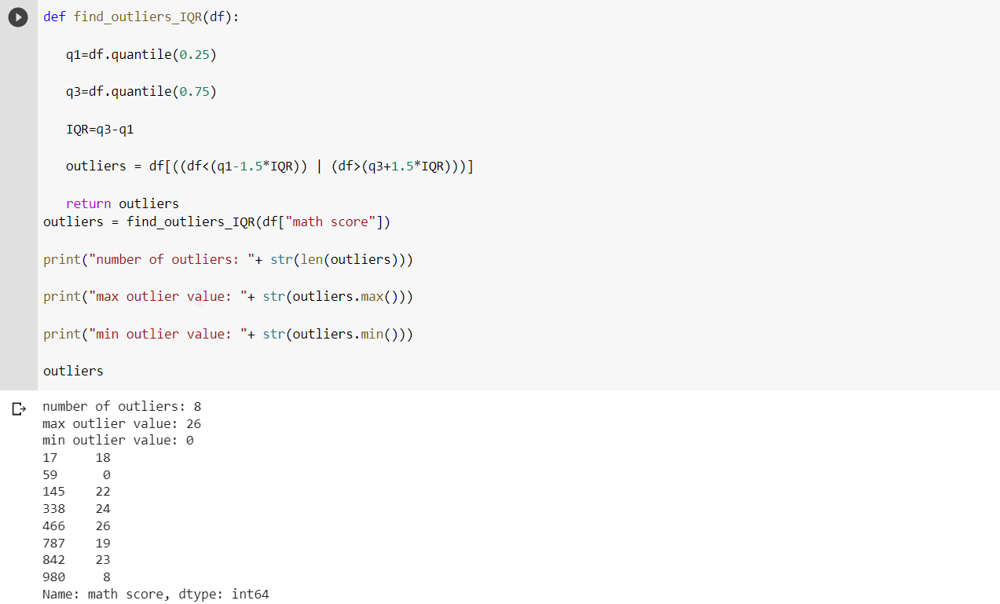 def find_outliers_IQR(df):
q1=df.quantile(0.25)
q3=df.quantile(0.75)
IQR=q3-q1
outliers = df[((df<(q1-1.5*IQR)) | (df>(q3+1.5*IQR)))]
return outliers
outliers = find_outliers_IQR(df["math score"])
print("number of outliers: "+ str(len(outliers)))
print("max outlier value: "+ str(outliers.max()))
print("min outlier value: "+ str(outliers.min()))
outliers
number of outliers: 8
max outlier value: 26
min outlier value: 0
17 18
59 0
145 22
338 24
466 26
787 19
842 23
980 8
Name: math score, dtype: int64